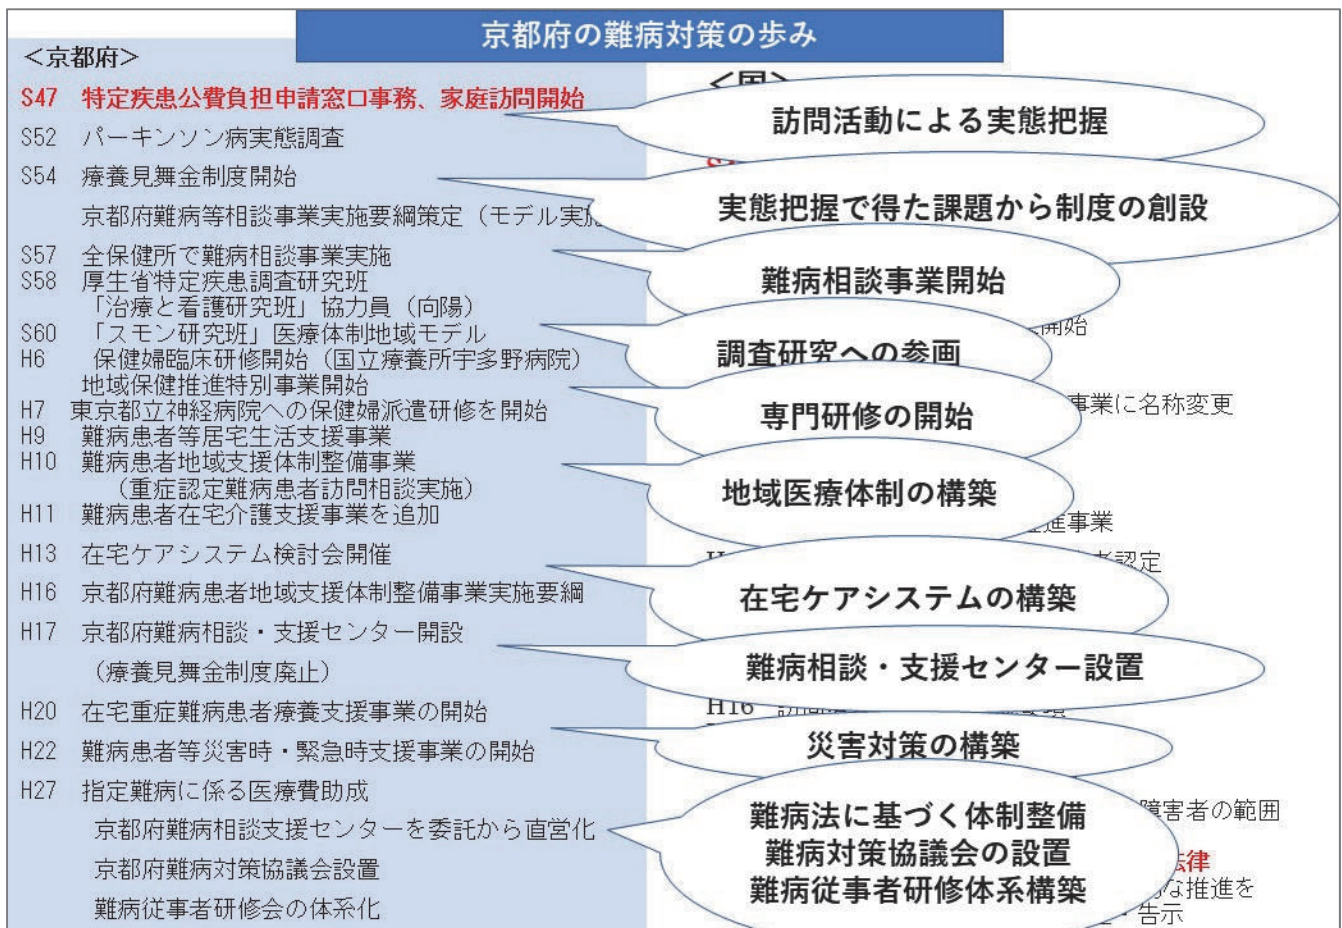 京都府の難病対策の歩み
＜京都府＞
S47 特定疾患公費負担申請窓口事務、家庭訪問開始
S52 パーキンソン病実態調査
S54 療養見舞金制度開始
京都府難病等相談事業実施要綱策定（モデル実施
S57 全保健所で難病相談事業実施
S58 厚生省特定疾患調査研究班
「治療と看護研究班」協力員（向陽）
S60 「スモン研究班」医療体制地域モデル
H6 保健婦臨床研修開始（国立療養所宇多野病院）
地域保健推進特別事業開始
H7 東京都立神経病院への保健婦派遣研修を開始
H9 難病患者等居宅生活支援事業
H10 難病患者地域支援体制整備事業
（重症認定難病患者訪問相談実施）
H11 難病患者在宅介護支援事業を追加
H13 在宅ケアシステム検討会開催
H16 京都府難病患者地域支援体制整備事業実施要綱
H17 京都府難病相談・支援センター開設
（療養見舞金制度廃止）
H20 在宅重症難病患者療養支援事業の開始
H22 難病患者等災害時・緊急時支援事業の開始
H27 指定難病に係る医療費助成
京都府難病相談支援センターを委託から直営化
京都府難病対策協議会設置
難病従事者研修会の体系化
＜国＞
訪問活動による実態把握
実態把握で得た課題から制度の創設
難病相談事業開始
開始
調査研究への参画
事業に名称変更
専門研修の開始
地域医療体制の構築
進事業
認定
在宅ケアシステムの構築
難病相談・支援センター設置
H16
災害対策の構築
障害者の範囲
難病法に基づく体制整備
難病対策協議会の設置
難病従事者研修体系構築
法律
な推進を
・告示